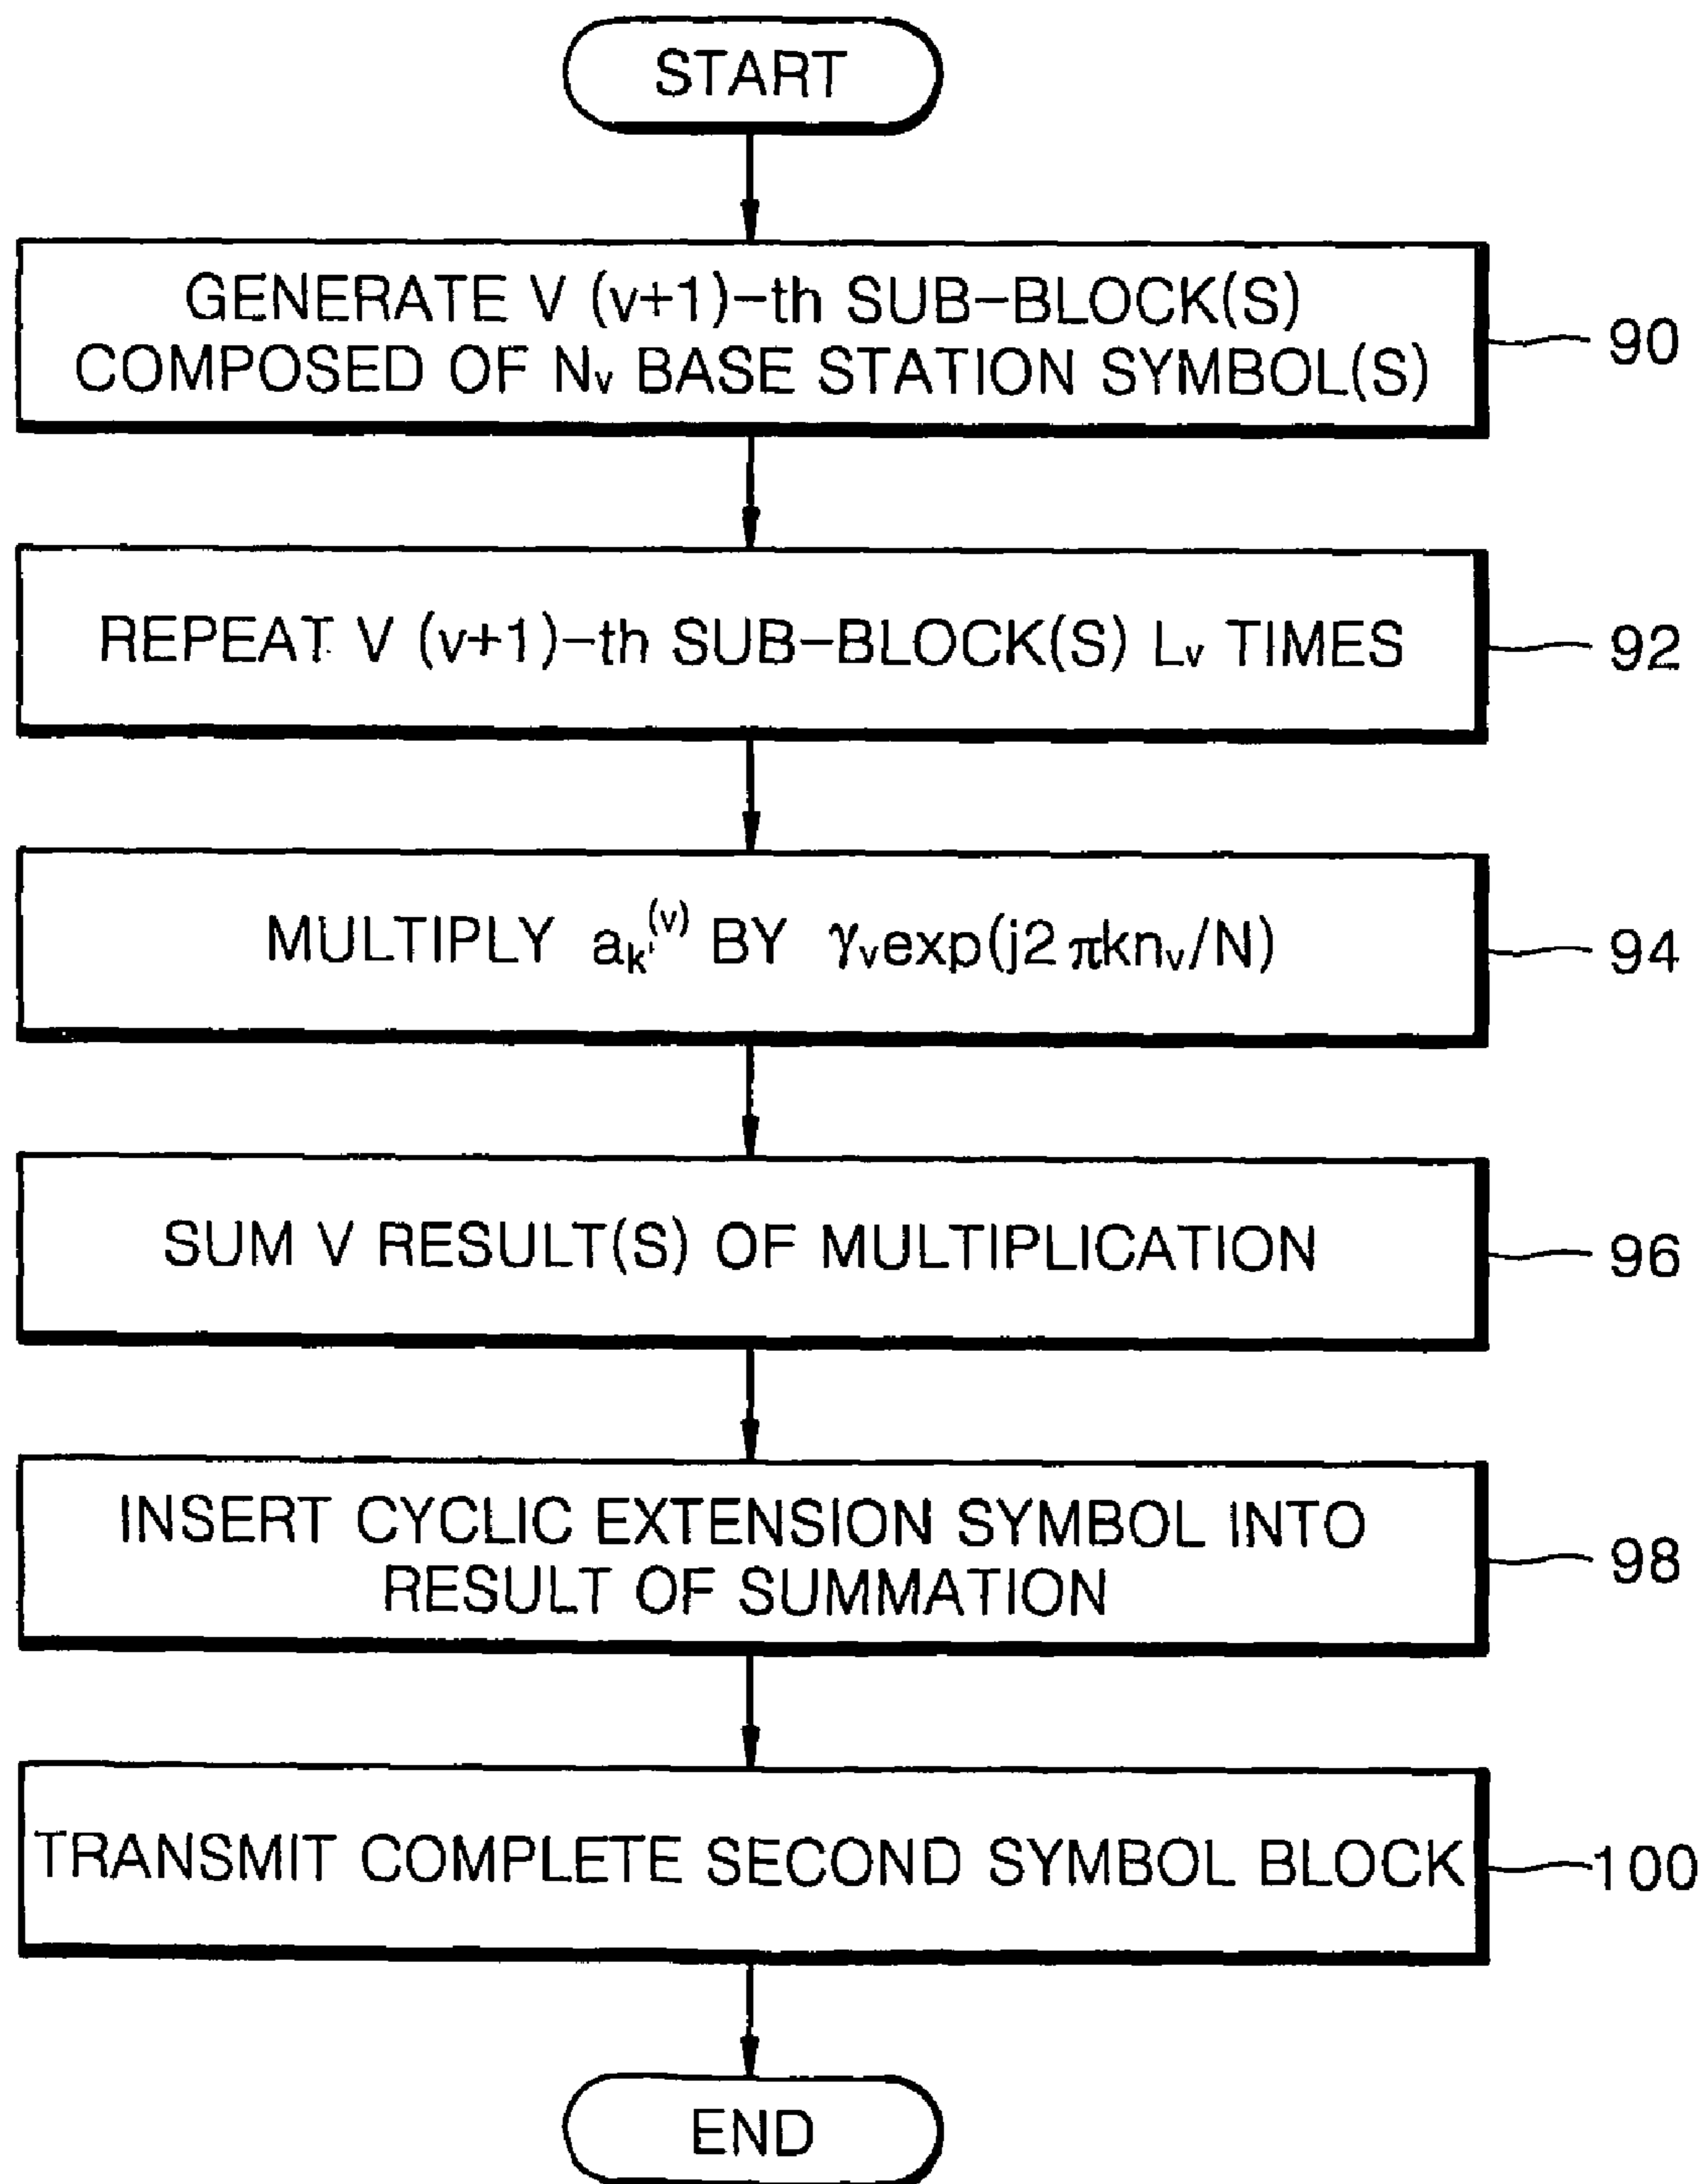 START
GENERATE V (v+1)-th SUB-BLOCK(S)
COMPOSED OF Nv BASE STATION SYMBOL(S)
90
REPEAT V (v+1)-th SUB-BLOCK(S) Lv TIMES
92
MULTIPLY ak'(v) BY γvexp(j2πknv/N)
94
SUM V RESULT(S) OF MULTIPLICATION
96
INSERT CYCLIC EXTENSION SYMBOL INTO
RESULT OF SUMMATION
98
TRANSMIT COMPLETE SECOND SYMBOL BLOCK
100
END